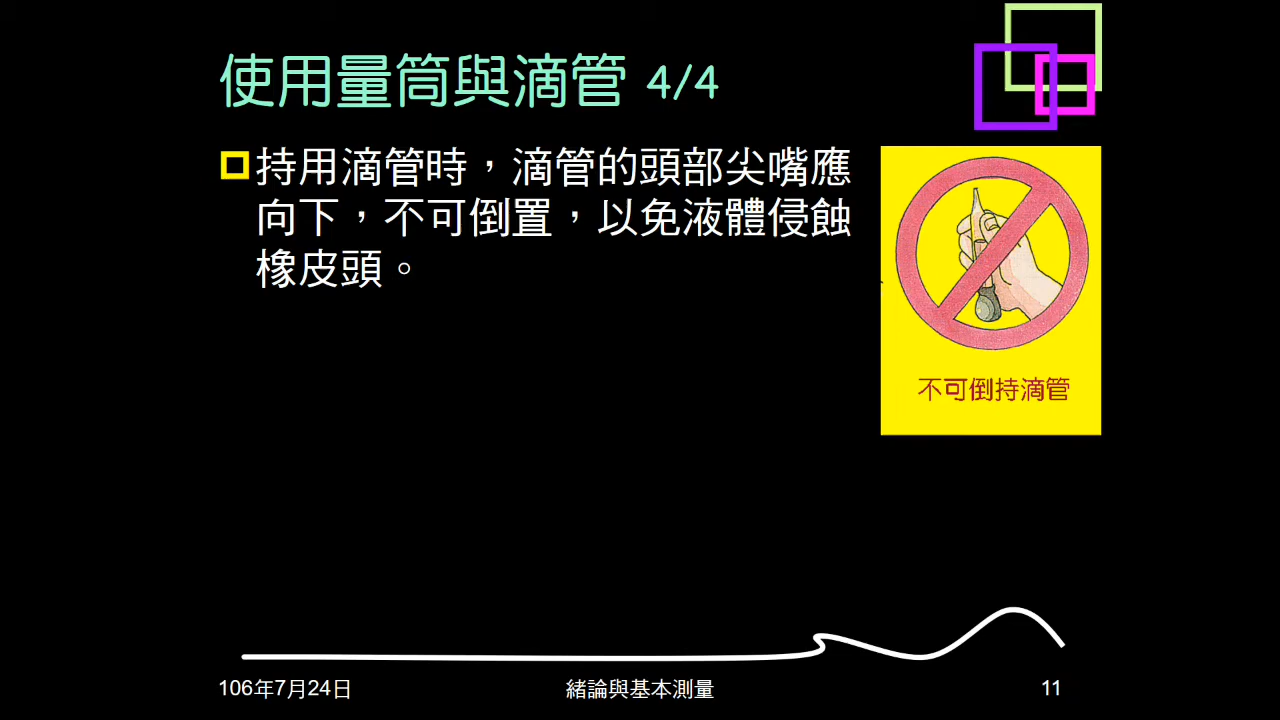 使用量筒與滴管 4/4
持用滴管時，滴管的頭部尖嘴應
向下，不可倒置，以免液體侵蝕
橡皮頭。
不可倒持滴管
106年7月24日
緒論與基本測量
11